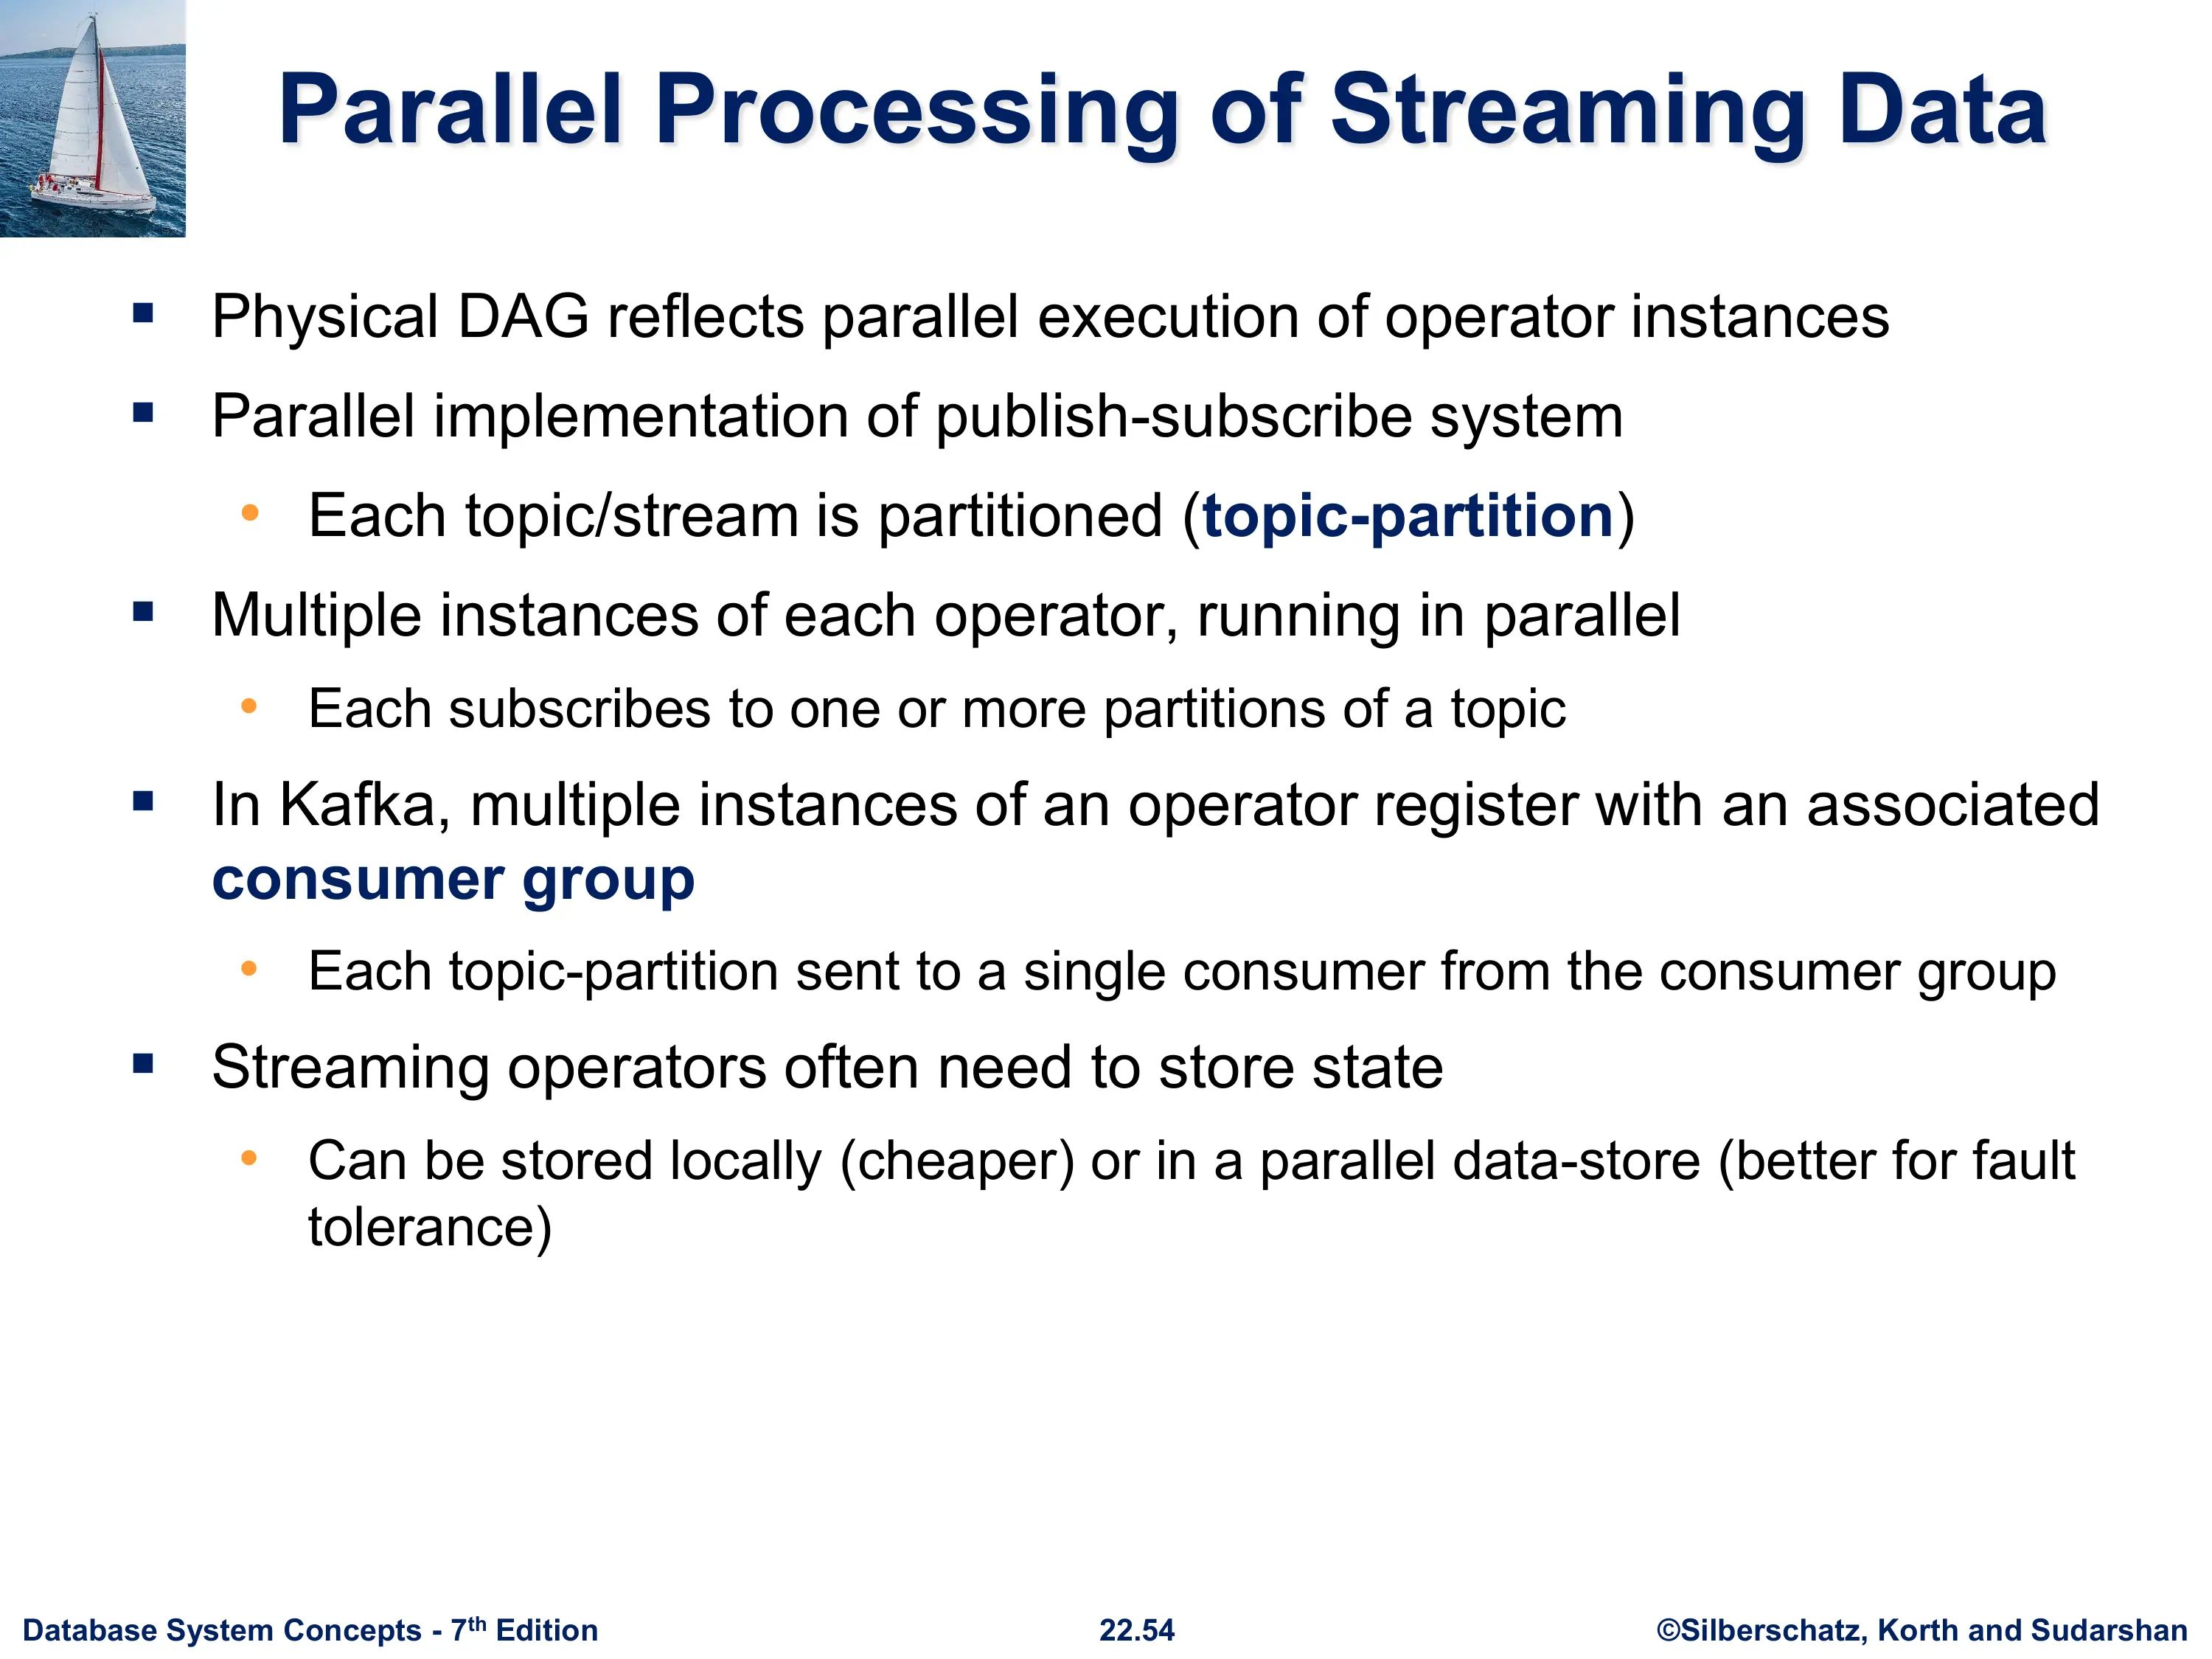 Parallel Processing of Streaming Data
▪ Physical DAG reflects parallel execution of operator instances
▪ Parallel implementation of publish-subscribe system
• Each topic/stream is partitioned (topic-partition)
▪ Multiple instances of each operator, running in parallel
• Each subscribes to one or more partitions of a topic
▪ In Kafka, multiple instances of an operator register with an associated
consumer group
• Each topic-partition sent to a single consumer from the consumer group
▪ Streaming operators often need to store state
• Can be stored locally (cheaper) or in a parallel data-store (better for fault
tolerance)
Database System Concepts - 7th Edition 22.54 ©Silberschatz, Korth and Sudarshan